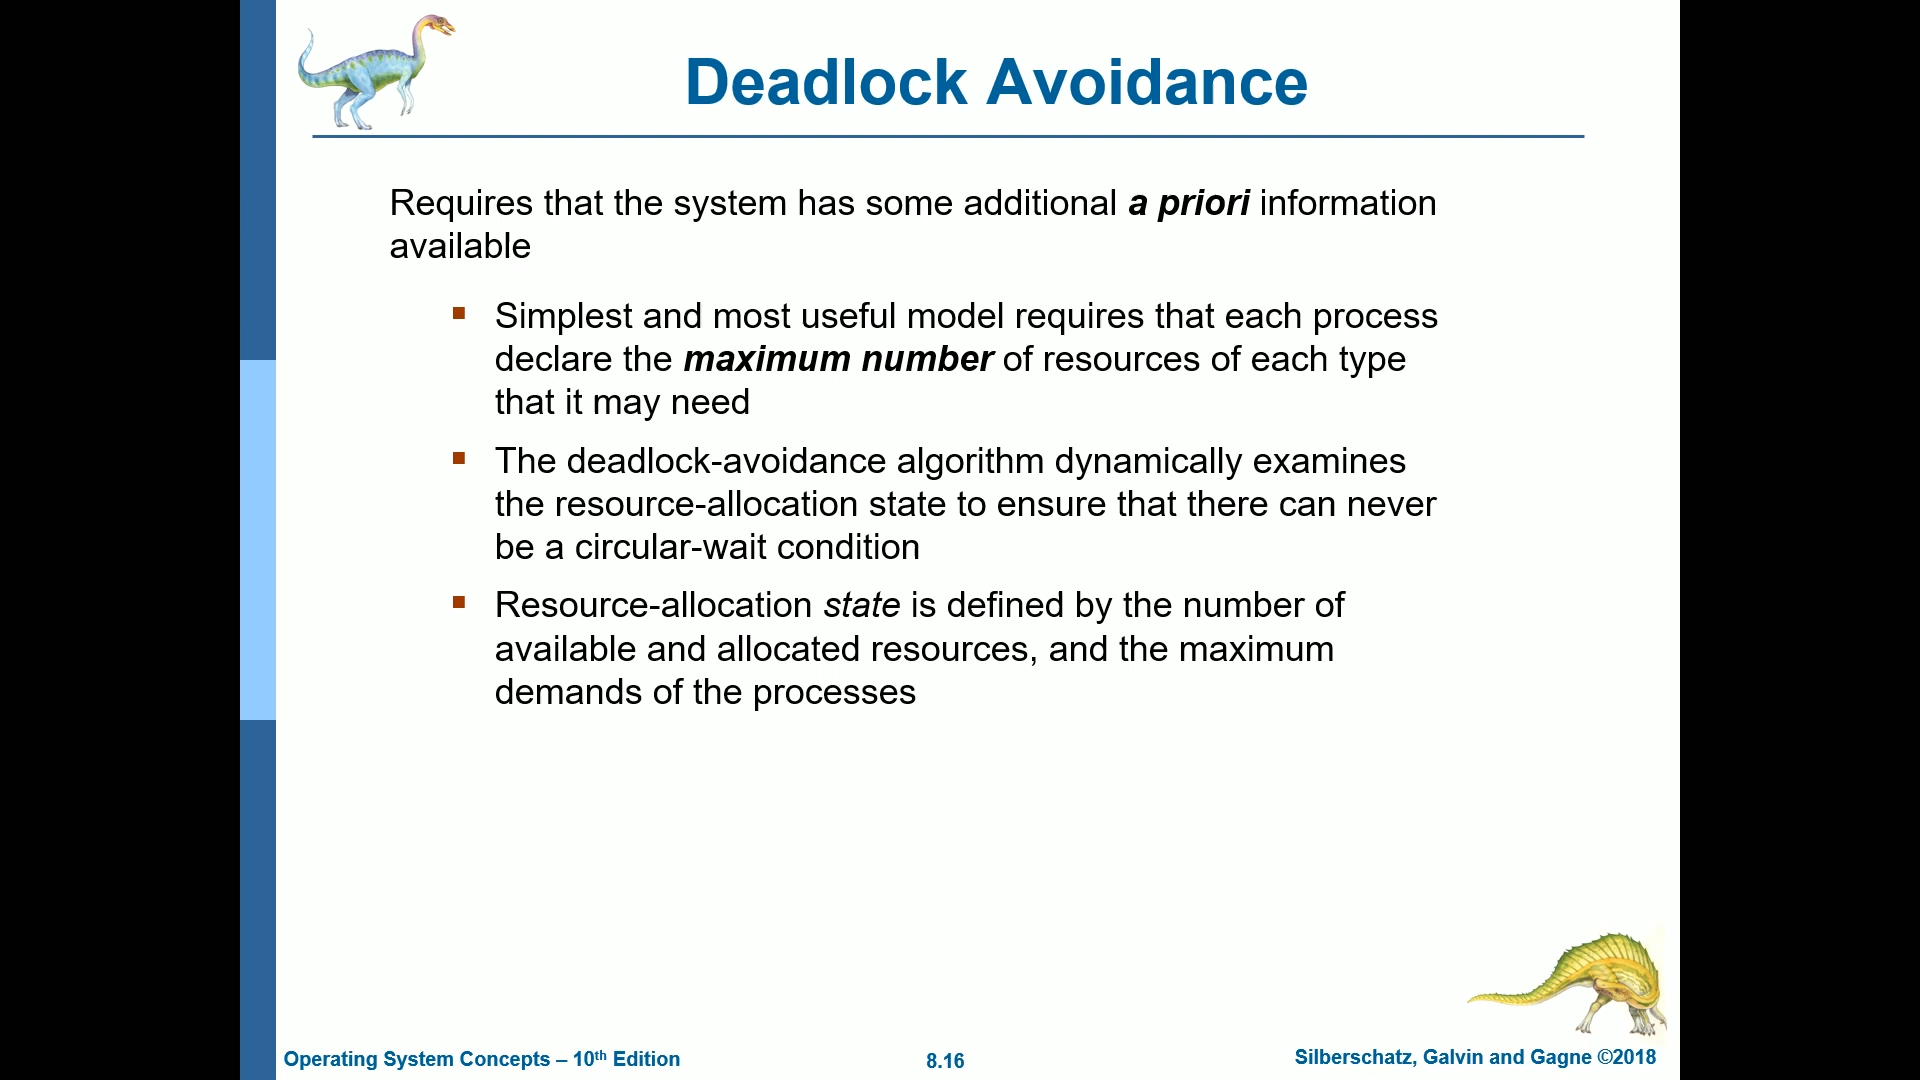 Deadlock Avoidance
Requires that the system has some additional a priori information
available
▪ Simplest and most useful model requires that each process
declare the maximum number of resources of each type
that it may need
▪ The deadlock-avoidance algorithm dynamically examines
the resource-allocation state to ensure that there can never
be a circular-wait condition
▪ Resource-allocation state is defined by the number of
available and allocated resources, and the maximum
demands of the processes
Operating System Concepts – 10th Edition
8.16
Silberschatz, Galvin and Gagne ©2018